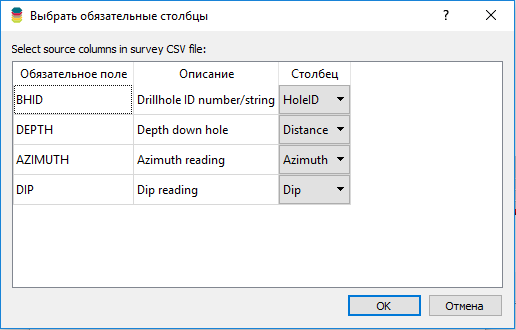 Выбрать обязательные столбцы
?
Select source columns in survey CSV file:
Обязательное поле Описание Столбец
BHID Drillhole ID number/string HoleID
DEPTH Depth down hole Distance
AZIMUTH Azimuth reading Azimuth
DIP Dip reading Dip
OK Отмена